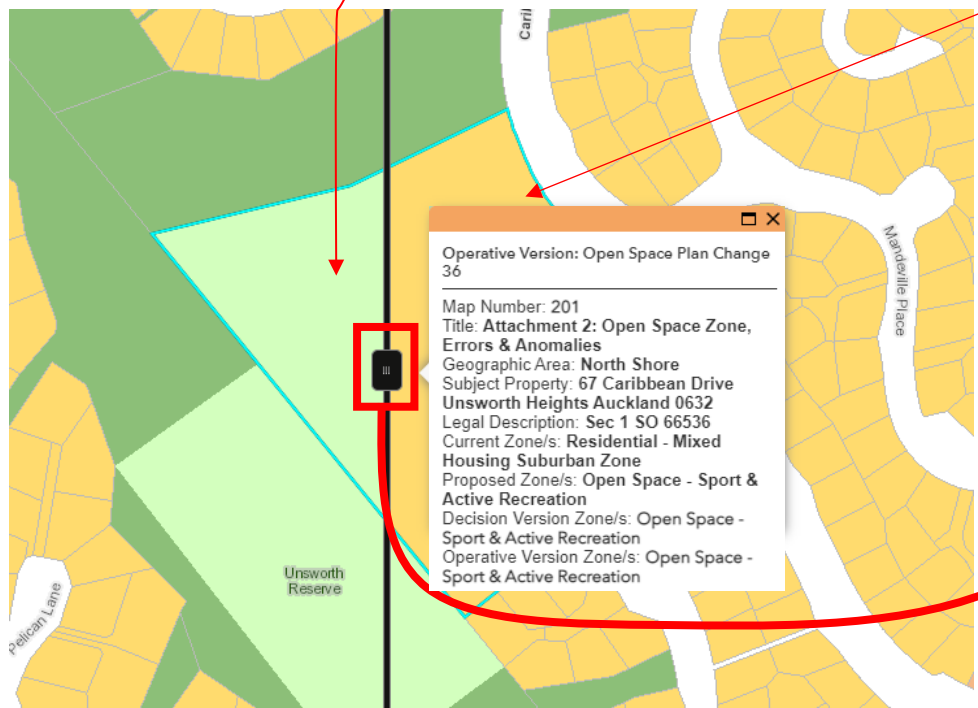 Cari
Operative Version: Open Space Plan Change
36
Map Number: 201
Title: Attachment 2: Open Space Zone,
Errors & Anomalies
Geographic Area: North Shore
Subject Property: 67 Caribbean Drive
Unsworth Heights Auckland 0632
Legal Description: Sec 1 SO 66536
Current Zone/s: Residential - Mixed
Housing Suburban Zone
Proposed Zone/s: Open Space - Sport &
Active Recreation
Decision Version Zone/s: Open Space -
Sport & Active Recreation
Operative Version Zone/s: Open Space -
Sport & Active Recreation
Mandeville Place
Unsworth
Reserve
Pelican Lane